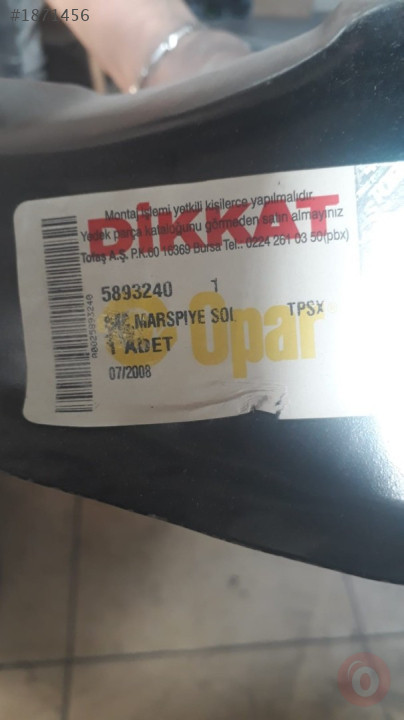 #1871456
DİKKAT
Montaj işlemi yetkili kişilerce yapılmalıdır
Yedek parça kataloğunu görmeden satın almayınız
Tofaş A.Ş. P.K.60 16369 Bursa Tel.: 0224 261 03 50(pbx)
5893240 1
MARSPIYE SOL TPSX
1 ADET
Opar
07/2008